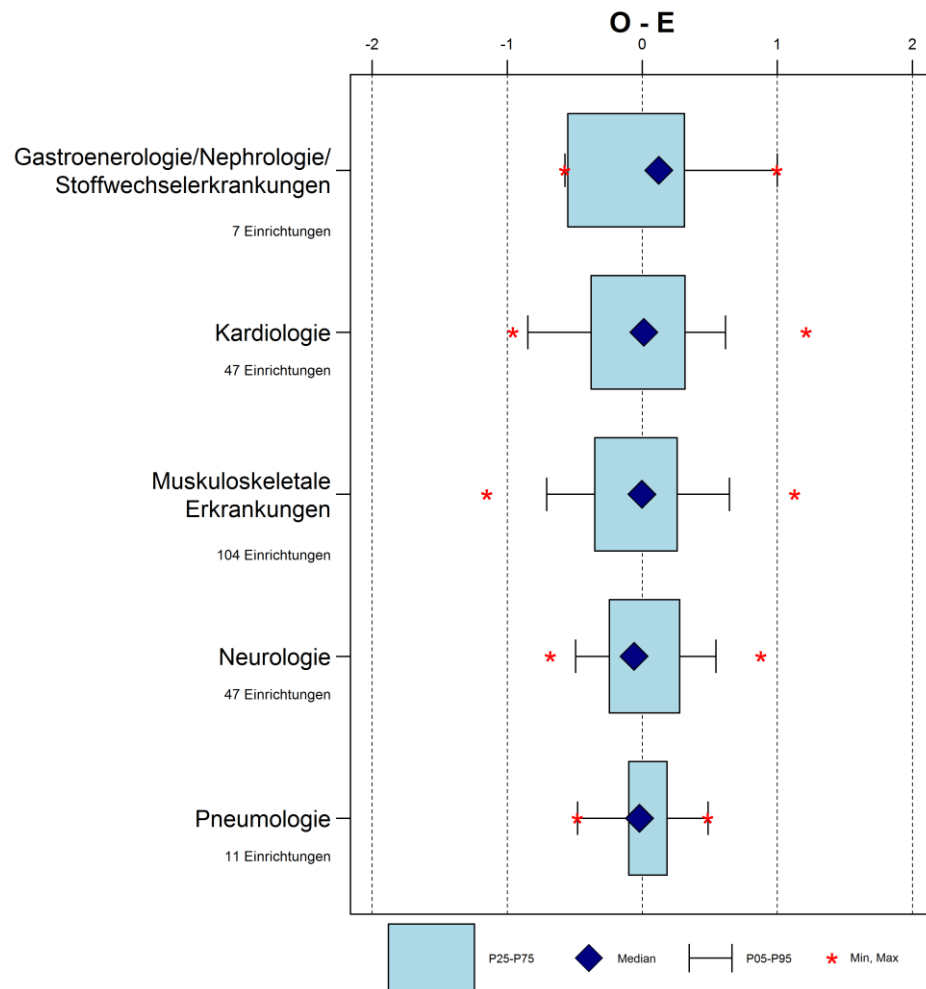 O - E
-2 -1 0 1 2
Gastroenerologie/Nephrologie/
Stoffwechselerkrankungen
7 Einrichtungen
Kardiologie
47 Einrichtungen
Muskuloskeletale
Erkrankungen
104 Einrichtungen
Neurologie
47 Einrichtungen
Pneumologie
11 Einrichtungen
P25-P75 Median P05-P95 * Min, Max